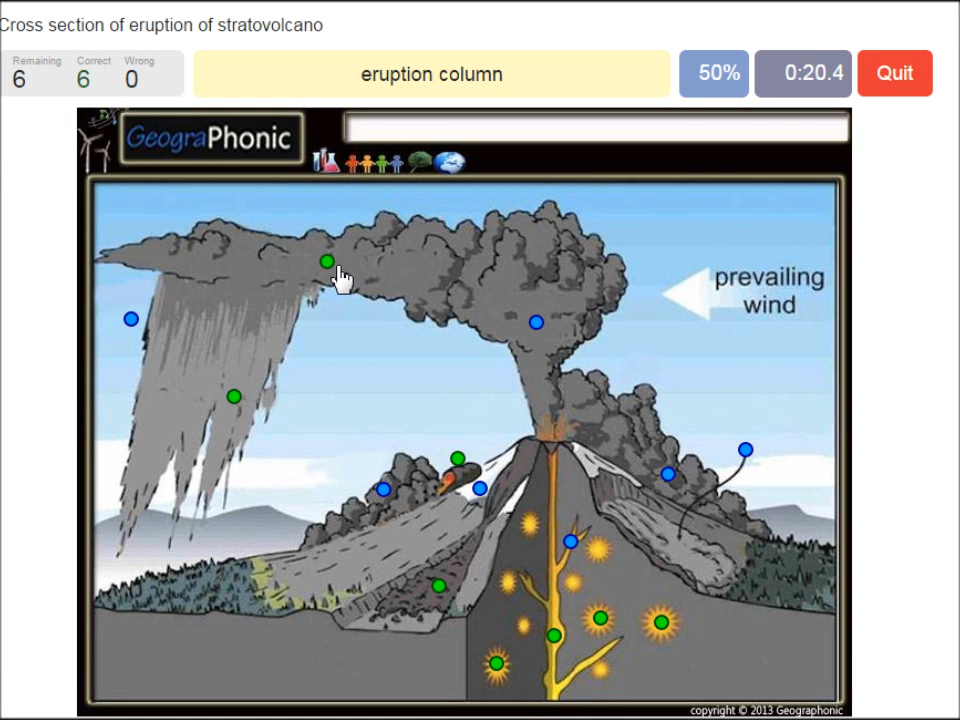 Cross section of eruption of stratovolcano
Remaining Correct Wrong
6 6 0
eruption column
50%
0:20.4
Quit
GeograPhonic
prevailing
wind
copyright © 2013 Geographonic